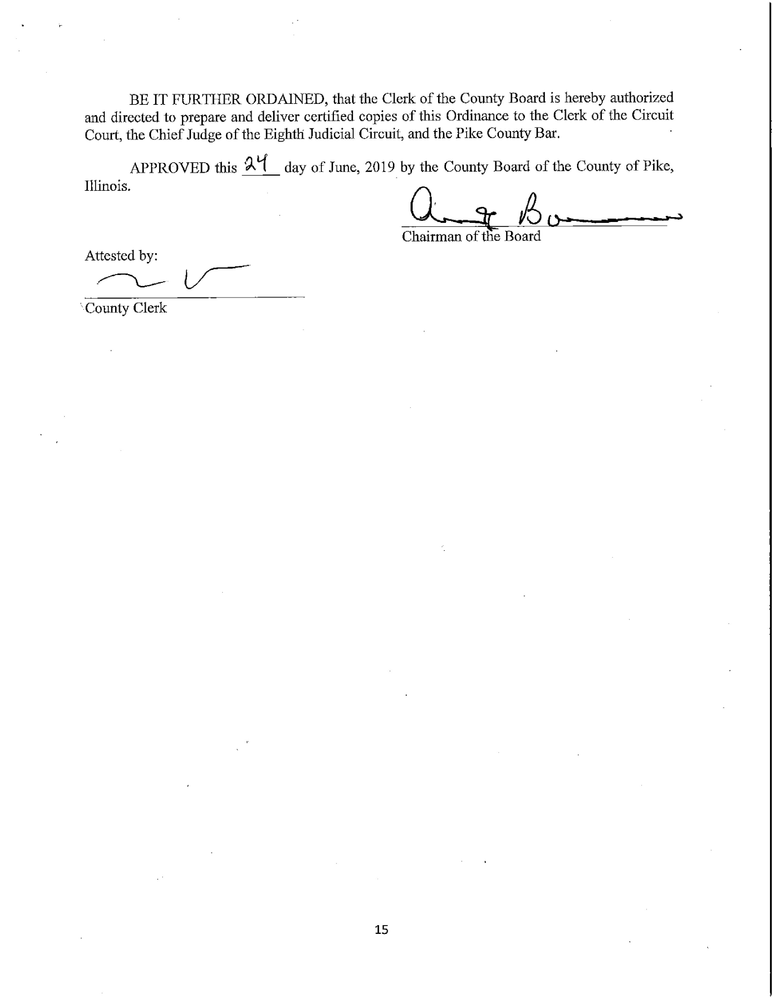 BE IT FURTHER ORDAINED, that the Clerk of the County Board is hereby authorized
and directed to prepare and deliver certified copies of this Ordinance to the Clerk of the Circuit
Court, the Chief Judge of the Eighth Judicial Circuit, and the Pike County Bar.
APPROVED this 24 day of June, 2019 by the County Board of the County of Pike,
Illinois.
Chairman of the Board
Attested by:
County Clerk
15